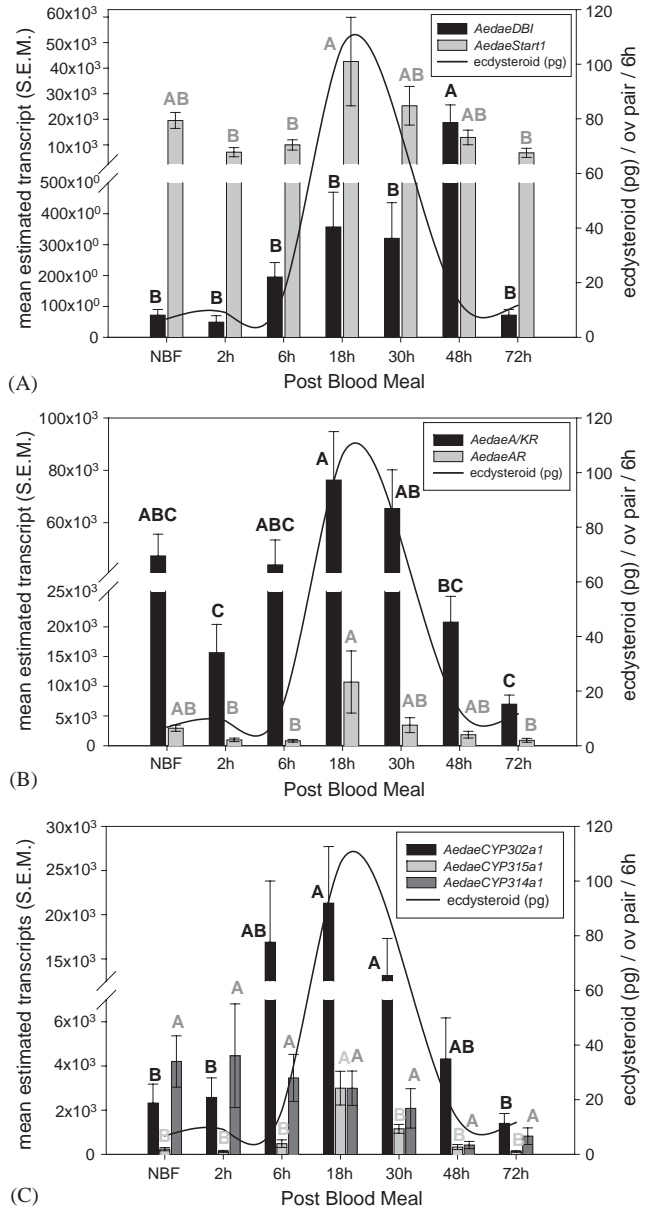 60x10³
50x10³
40x10³
30x10³
20x10³
10x10³
500x10⁰
400x10⁰
300x10⁰
200x10⁰
100x10⁰
0
mean estimated transcript (S.E.M.)
AedaeDBI
AedaeStart1
ecdysteroid (pg)
120
100
80
60
40
20
0
ecdysteroid (pg) / ov pair / 6h
AB B B A AB A AB B
B B B B B B
NBF 2h 6h 18h 30h 48h 72h
Post Blood Meal
(A)
100x10³
80x10³
60x10³
25x10³
20x10³
15x10³
10x10³
5x10³
0
mean estimated transcript (S.E.M.)
AedaeA/KR
AedaeAR
ecdysteroid (pg)
120
100
80
60
40
20
0
ecdysteroid (pg) / ov pair / 6h
ABC C ABC A AB BC C
AB B B A AB AB B
NBF 2h 6h 18h 30h 48h 72h
Post Blood Meal
(B)
30x10³
25x10³
20x10³
15x10³
6x10³
4x10³
2x10³
0
mean estimated transcripts (S.E.M.)
AedaeCYP302a1
AedaeCYP315a1
AedaeCYP314a1
ecdysteroid (pg)
120
100
80
60
40
20
0
ecdysteroid (pg) / ov pair / 6h
B B AB A A AB B
A A A A A A A
B B B A B B B
NBF 2h 6h 18h 30h 48h 72h
Post Blood Meal
(C)